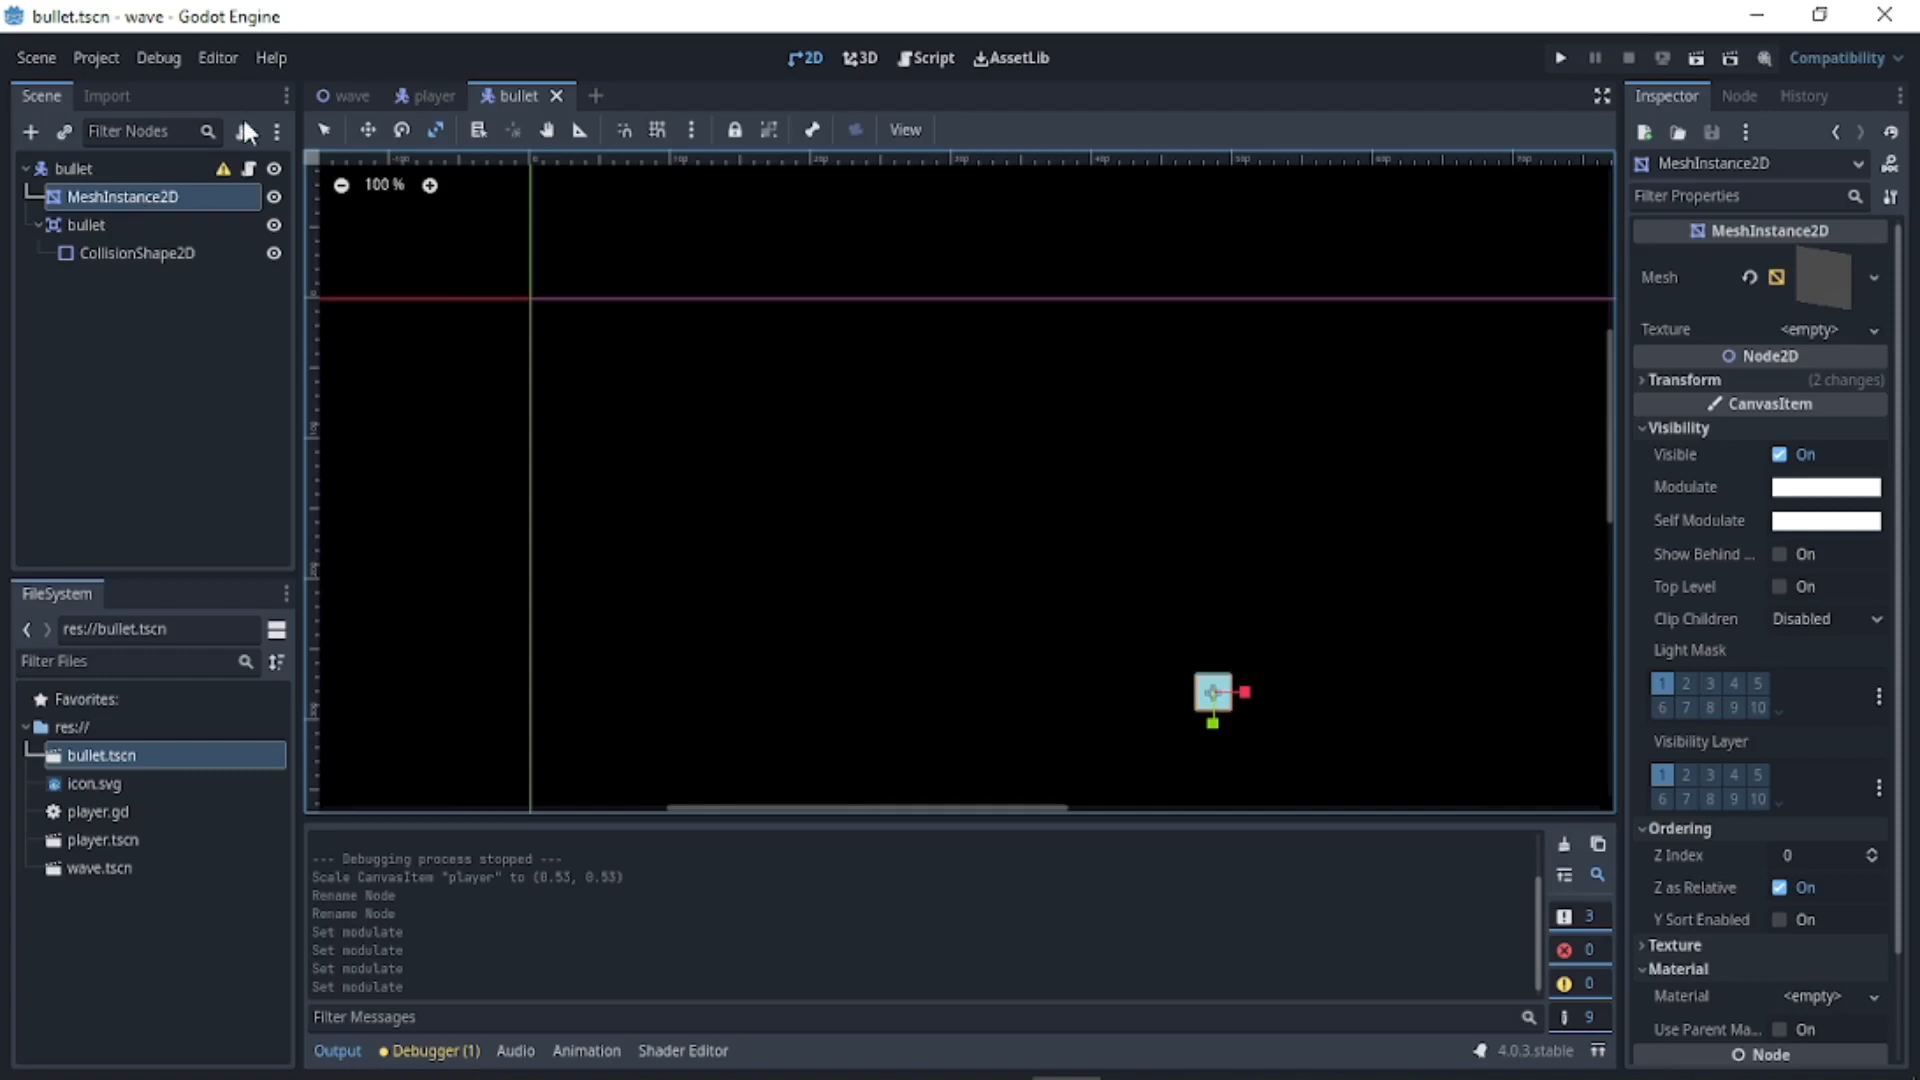 bullet.tscn - wave - Godot Engine
Scene Project Debug Editor Help
2D 3D Script AssetLib
Compatibility
Scene Import
wave player bullet
Inspector Node History
Filter Nodes
View
bullet
MeshInstance2D
bullet
CollisionShape2D
100 %
MeshInstance2D
Filter Properties
MeshInstance2D
Mesh
Texture <empty>
Node2D
Transform (2 changes)
CanvasItem
Visibility
Visible On
Modulate
Self Modulate
Show Behind ... On
Top Level On
Clip Children Disabled
Light Mask
1 2 3 4 5
6 7 8 9 10
Visibility Layer
1 2 3 4 5
6 7 8 9 10
Ordering
Z Index 0
Z as Relative On
Y Sort Enabled On
Texture
Material
Material <empty>
Use Parent Ma... On
Node
FileSystem
res://bullet.tscn
Filter Files
Favorites:
res://
bullet.tscn
icon.svg
player.gd
player.tscn
wave.tscn
--- Debugging process stopped ---
Scale CanvasItem "player" to (0.53, 0.53)
Rename Node
Rename Node
Set modulate
Set modulate
Set modulate
Set modulate
3
0
0
9
Filter Messages
Output Debugger (1) Audio Animation Shader Editor
4.0.3.stable